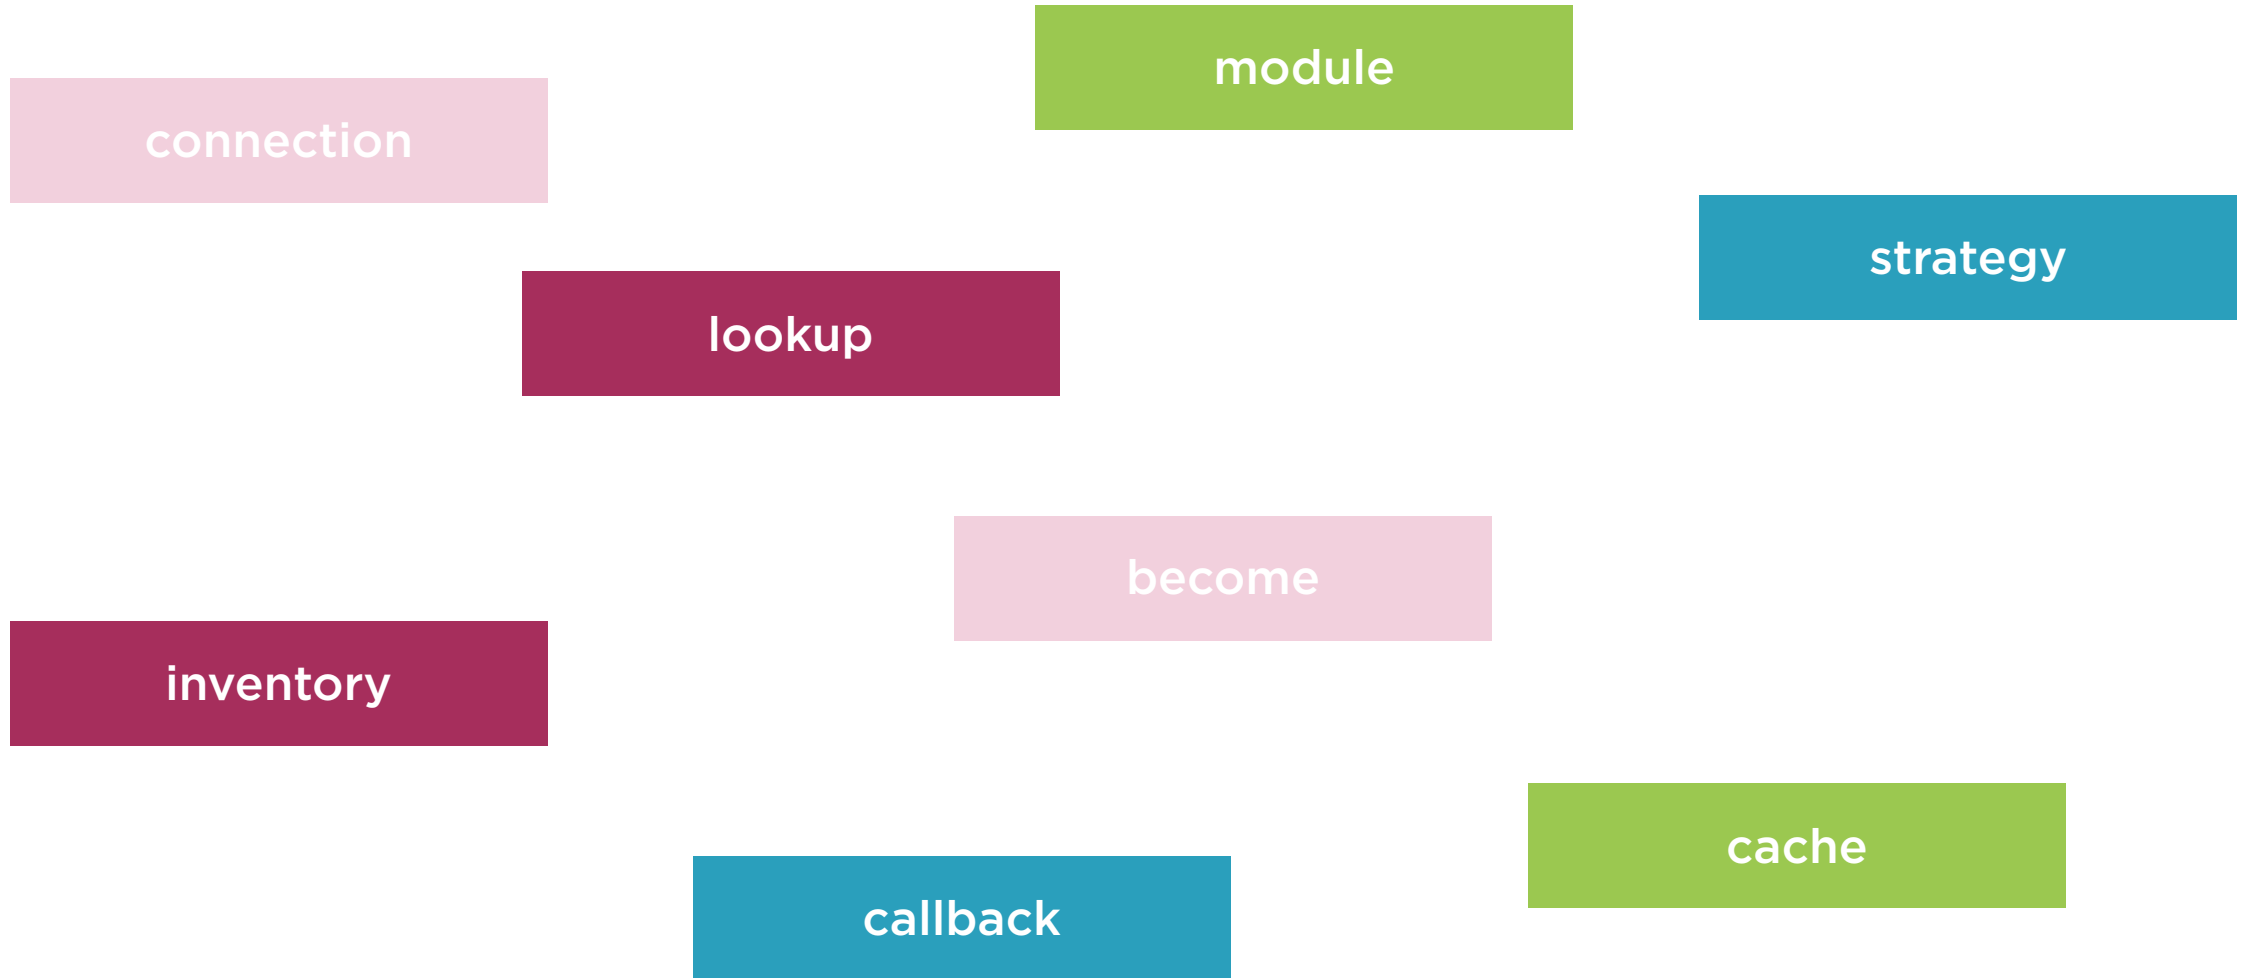 module
connection
strategy
lookup
become
inventory
cache
callback